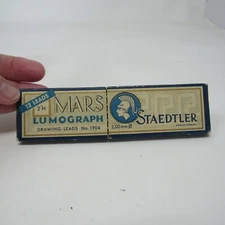 12 LEADS
2H
MARS
LUMOGRAPH
DRAWING LEADS No. 1904
2,00 mm Ø
STAEDTLER